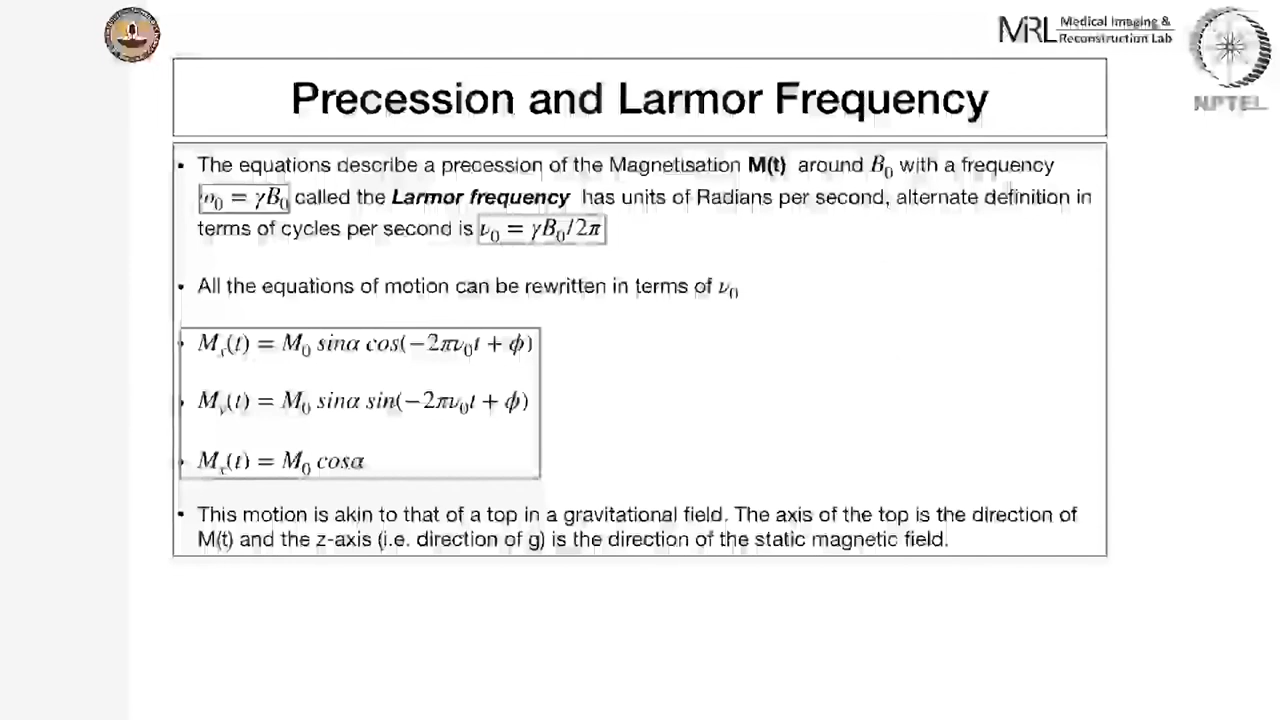 MIRL Medical Imaging &
Reconstruction Lab
NPTEL
Precession and Larmor Frequency
• The equations describe a precession of the Magnetisation M(t) around B₀ with a frequency
ω₀ = γB₀ called the Larmor frequency has units of Radians per second, alternate definition in
terms of cycles per second is ν₀ = γB₀/2π
• All the equations of motion can be rewritten in terms of ν₀
• Mₓ(t) = M₀ sinα cos(−2πν₀t + ϕ)
• M_y(t) = M₀ sinα sin(−2πν₀t + ϕ)
• M_z(t) = M₀ cosα
• This motion is akin to that of a top in a gravitational field. The axis of the top is the direction of
M(t) and the z-axis (i.e. direction of g) is the direction of the static magnetic field.